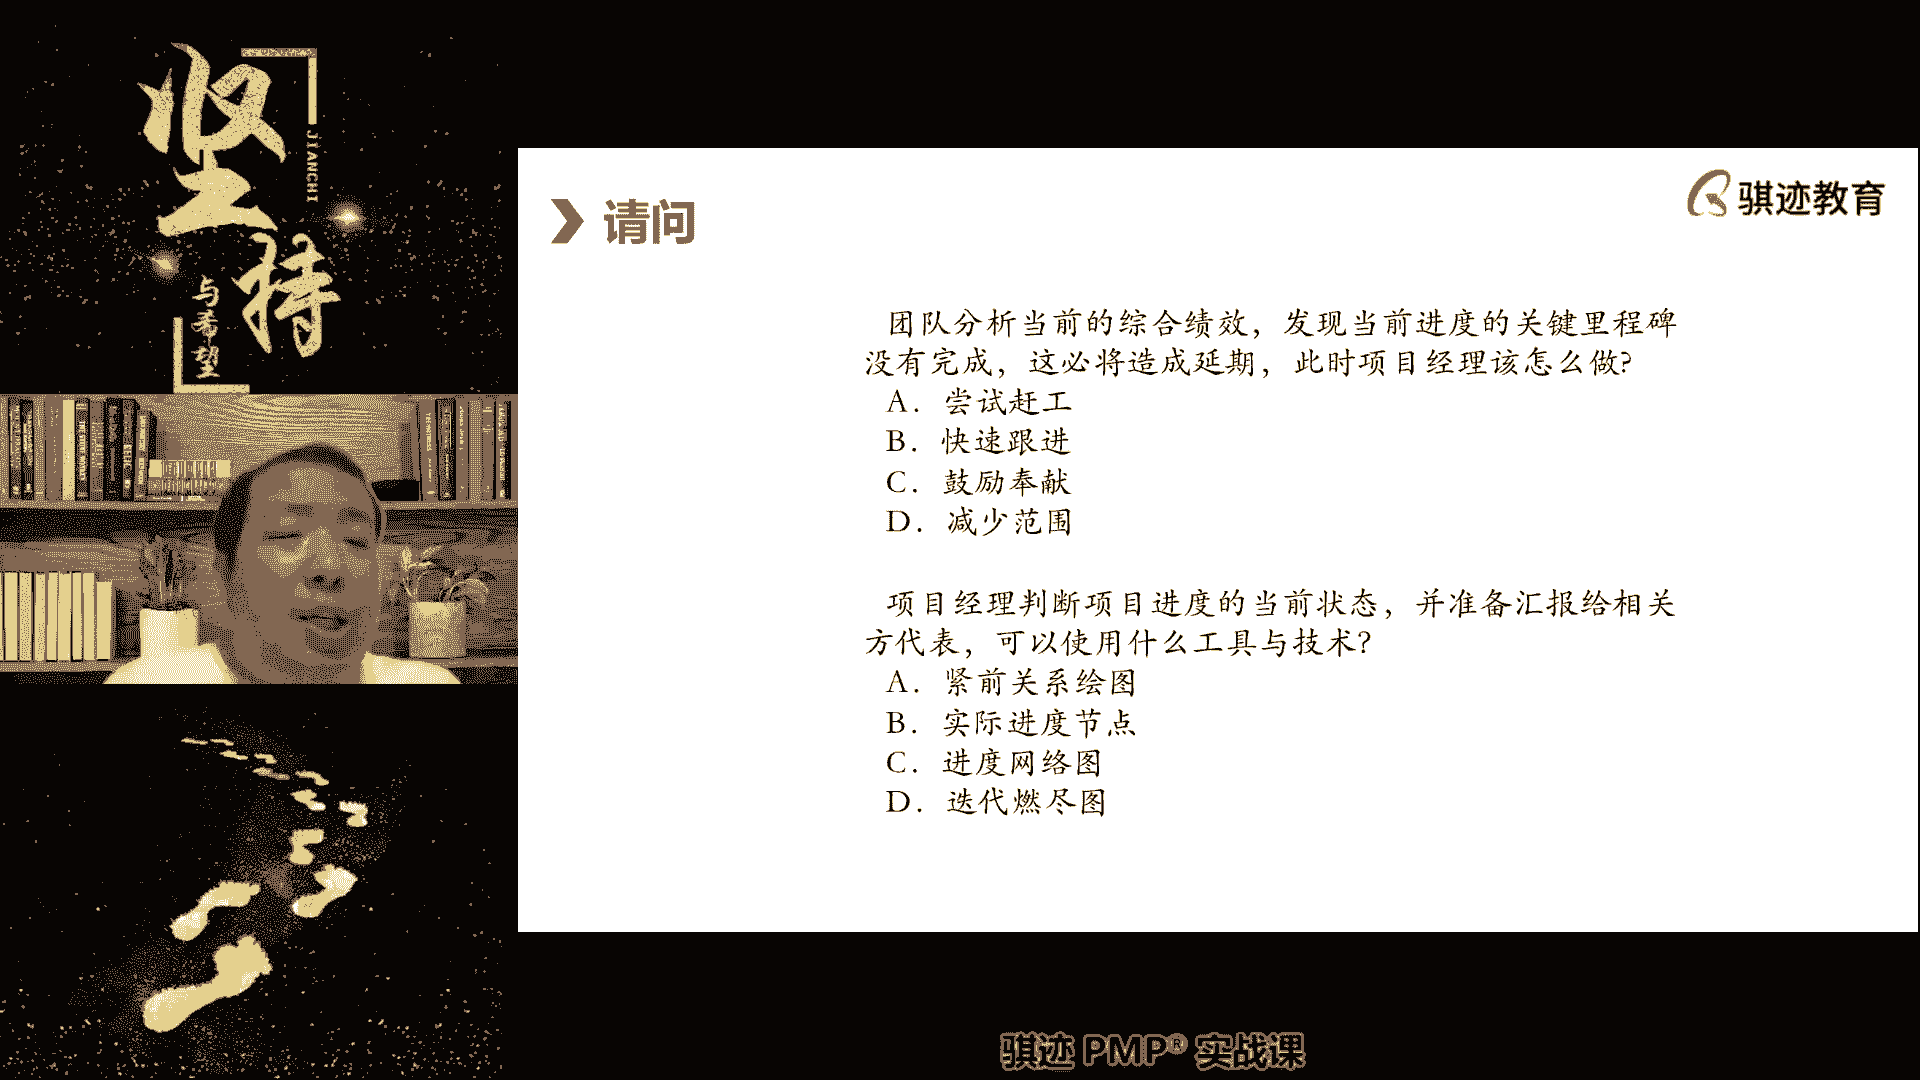 坚持
JIANCHI
与希望
骐迹教育
请问
团队分析当前的综合绩效，发现当前进度的关键里程碑
没有完成，这必将造成延期，此时项目经理该怎么做?
A．尝试赶工
B．快速跟进
C．鼓励奉献
D．减少范围
项目经理判断项目进度的当前状态，并准备汇报给相关
方代表，可以使用什么工具与技术?
A．紧前关系绘图
B．实际进度节点
C．进度网络图
D．迭代燃尽图
骐迹 PMP® 实战课